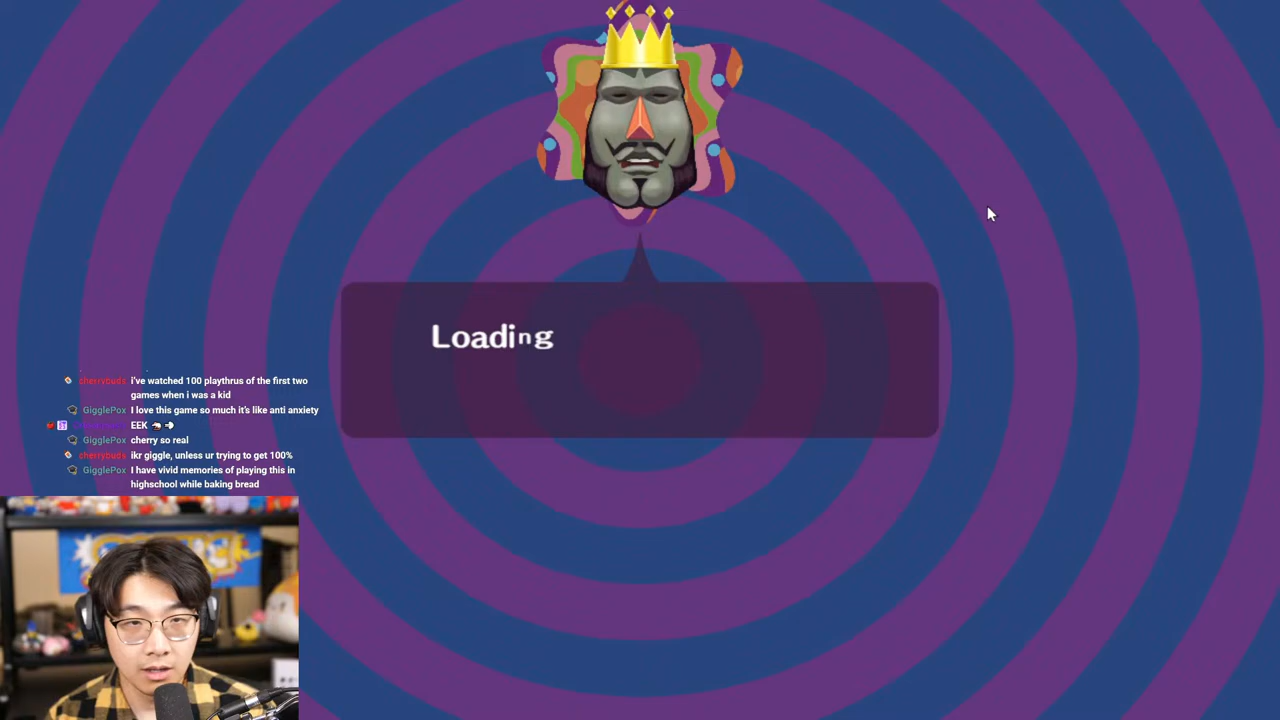 Loading
cherrybuds i've watched 100 playthrus of the first two
games when i was a kid
GigglePox I love this game so much it's like anti anxiety
EEK
GigglePox cherry so real
cherrybuds ikr giggle, unless ur trying to get 100%
GigglePox I have vivid memories of playing this in
highschool while baking bread